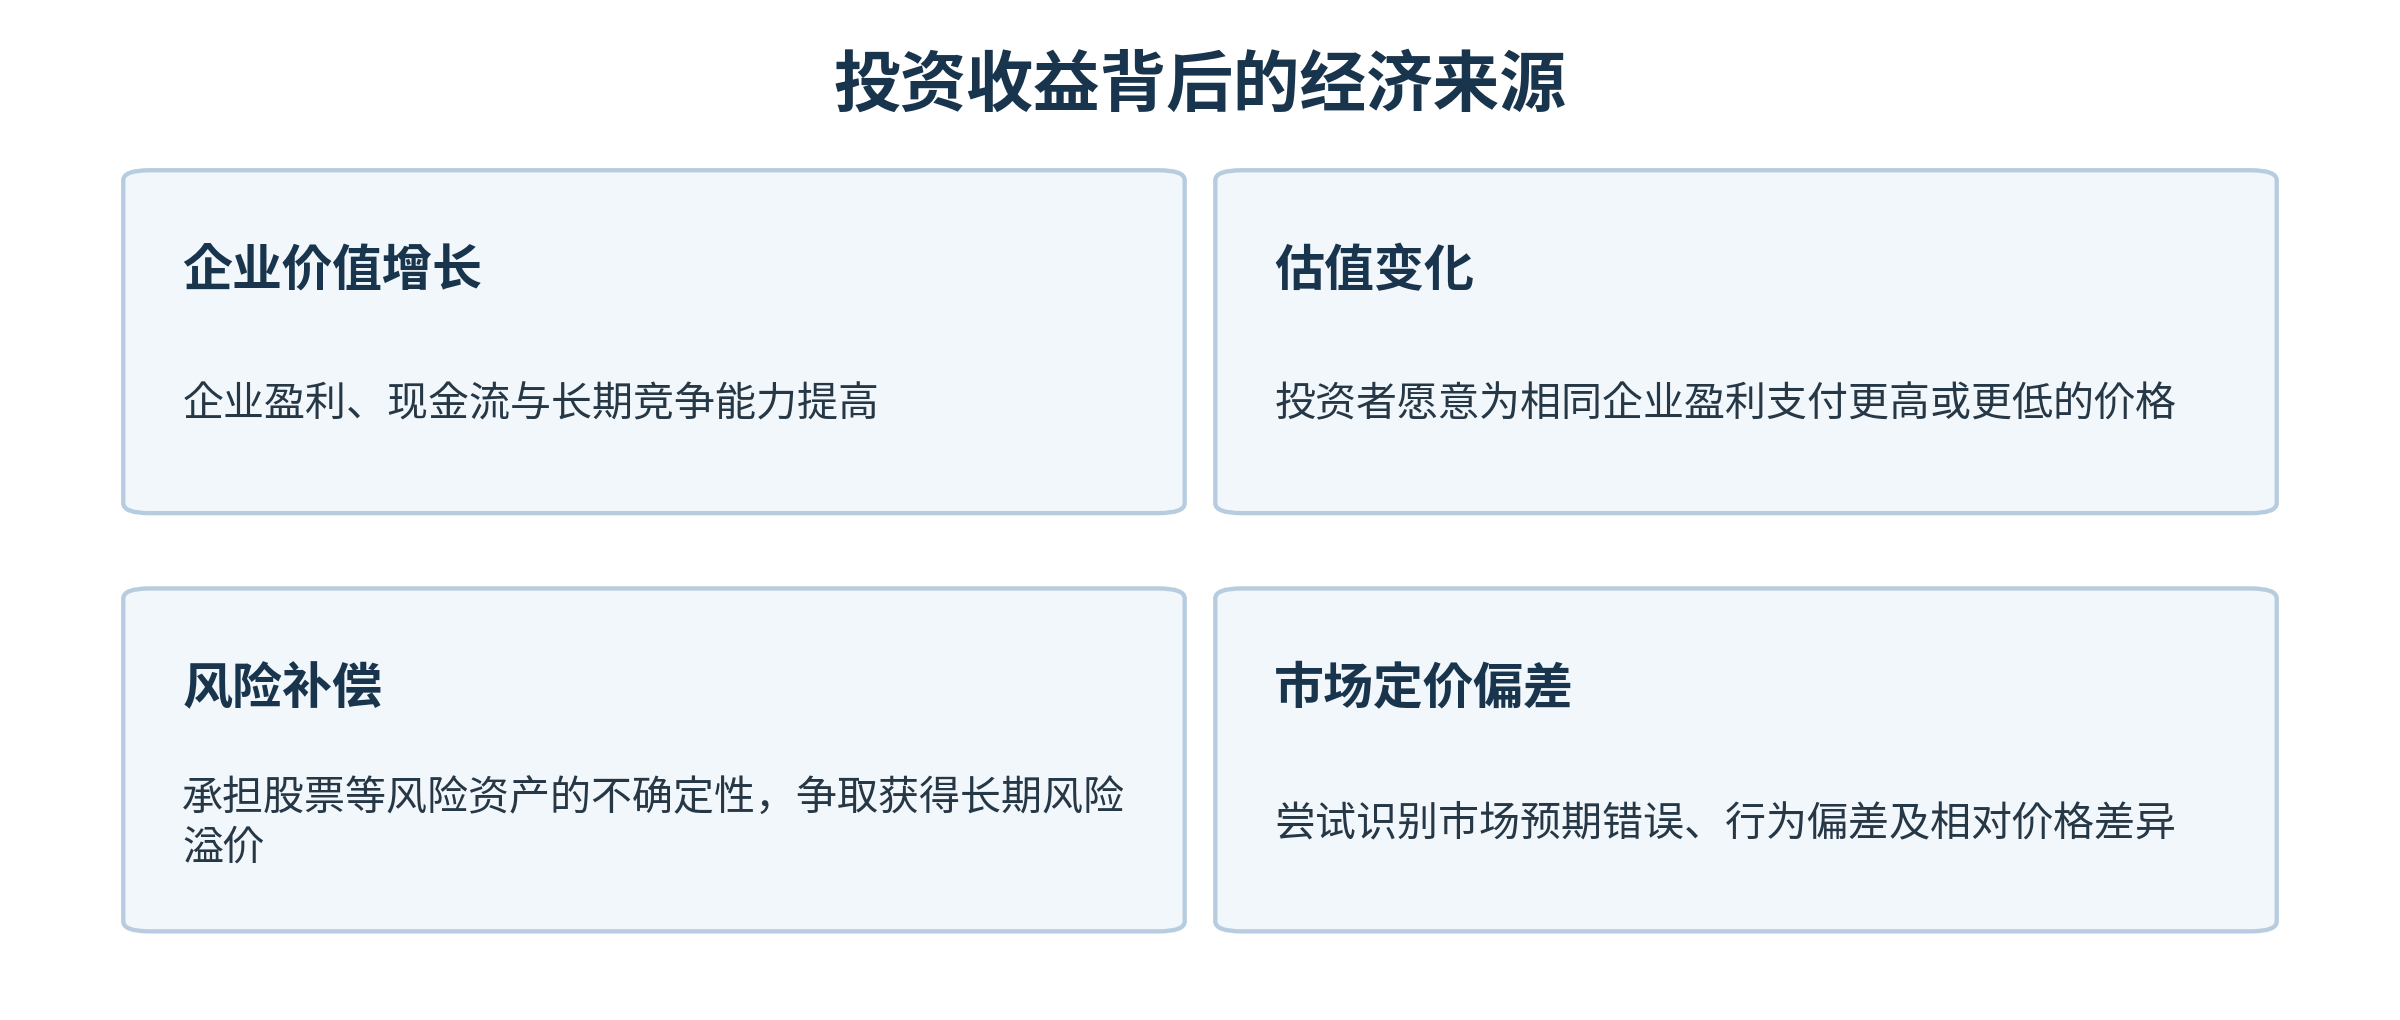 投资收益背后的经济来源
企业价值增长
企业盈利、现金流与长期竞争能力提高
估值变化
投资者愿意为相同企业盈利支付更高或更低的价格
风险补偿
承担股票等风险资产的不确定性，争取获得长期风险
溢价
市场定价偏差
尝试识别市场预期错误、行为偏差及相对价格差异